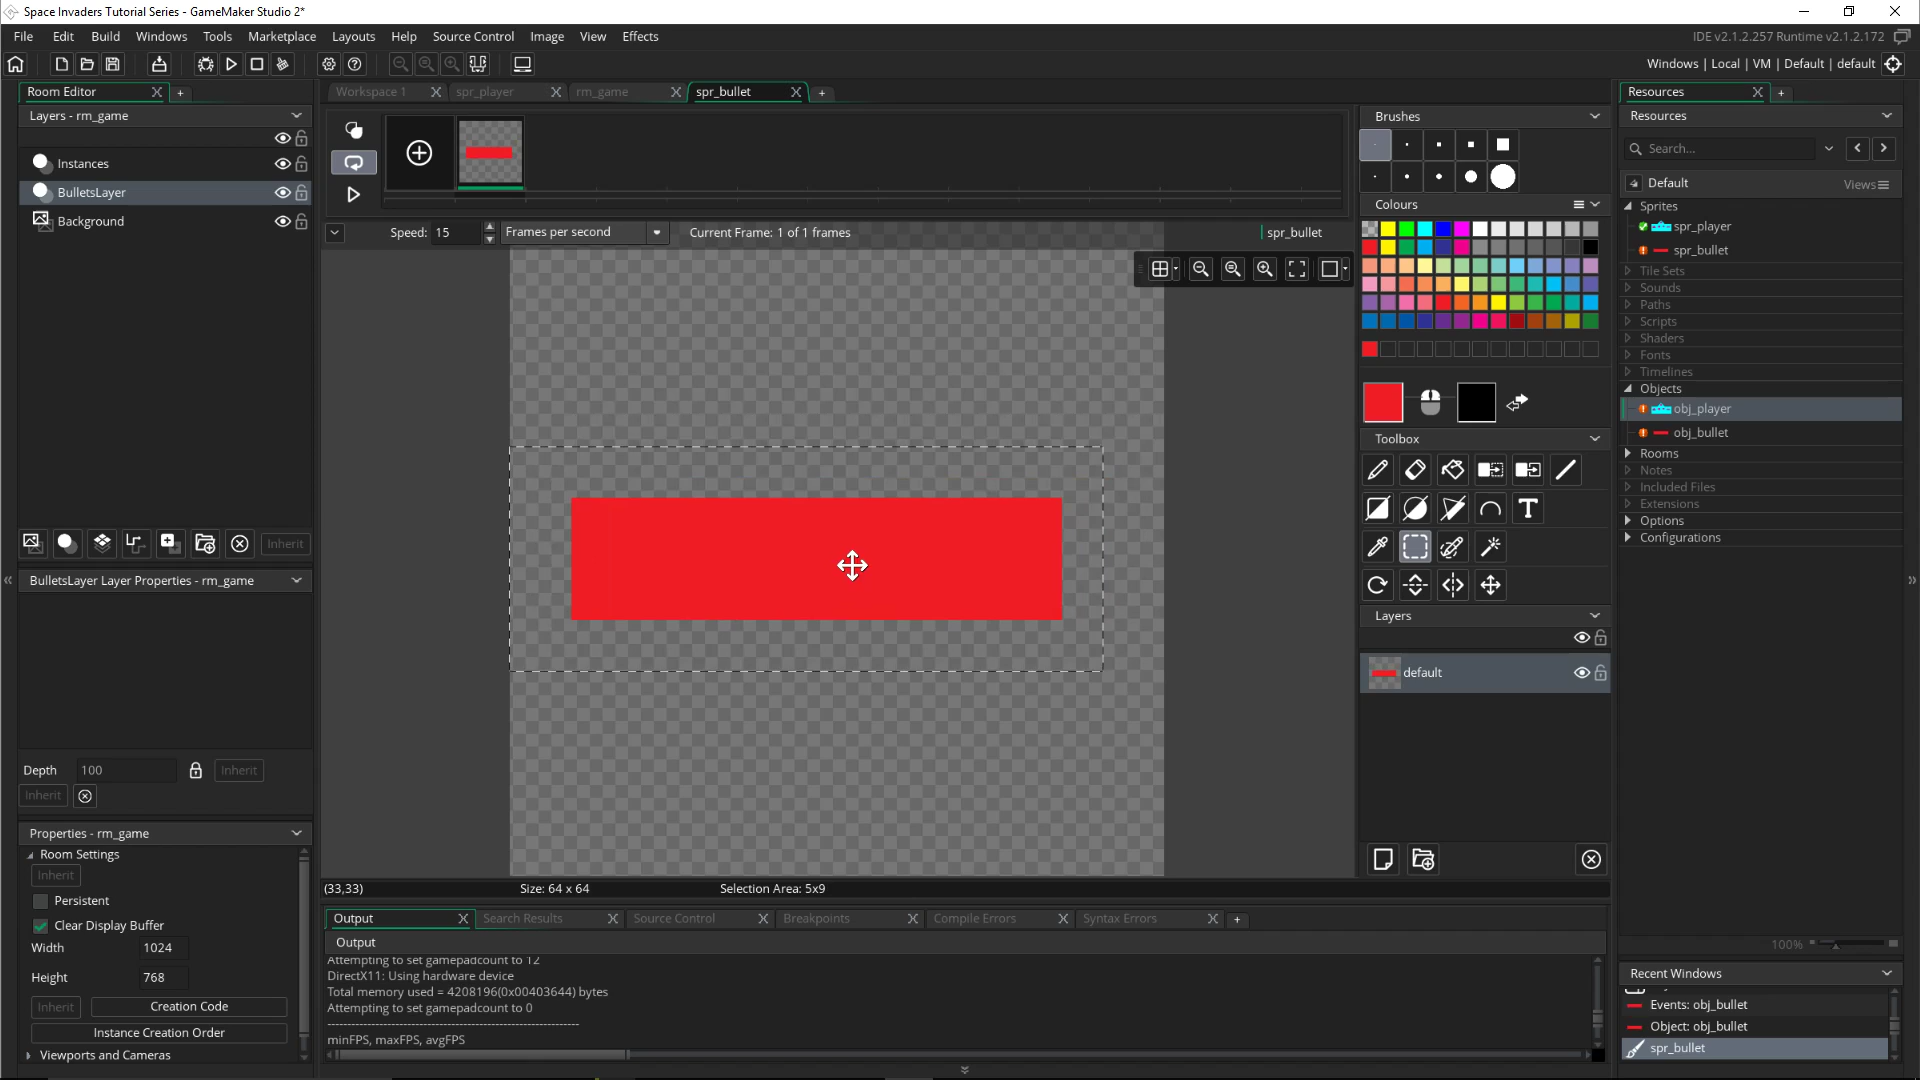 Space Invaders Tutorial Series - GameMaker Studio 2*
File Edit Build Windows Tools Marketplace Layouts Help Source Control Image View Effects
IDE v2.1.2.257 Runtime v2.1.2.172
Windows | Local | VM | Default | default
Room Editor
Layers - rm_game
Instances
BulletsLayer
Background
Inherit
BulletsLayer Layer Properties - rm_game
Depth 100 Inherit
Inherit
Properties - rm_game
Room Settings
Inherit
Persistent
Clear Display Buffer
Width 1024
Height 768
Inherit Creation Code
Instance Creation Order
Viewports and Cameras
Workspace 1 spr_player rm_game spr_bullet
Speed: 15 Frames per second Current Frame: 1 of 1 frames spr_bullet
(33,33) Size: 64 x 64 Selection Area: 5x9
Output Search Results Source Control Breakpoints Compile Errors Syntax Errors
Output
Attempting to set gamepadcount to 12
DirectX11: Using hardware device
Total memory used = 4208196(0x00403644) bytes
Attempting to set gamepadcount to 0
minFPS, maxFPS, avgFPS
Brushes
Colours
Toolbox
T
Layers
default
Resources
Resources
Search...
Default Views
Sprites
spr_player
spr_bullet
Tile Sets
Sounds
Paths
Scripts
Shaders
Fonts
Timelines
Objects
obj_player
obj_bullet
Rooms
Notes
Included Files
Extensions
Options
Configurations
100%
Recent Windows
Events: obj_bullet
Object: obj_bullet
spr_bullet